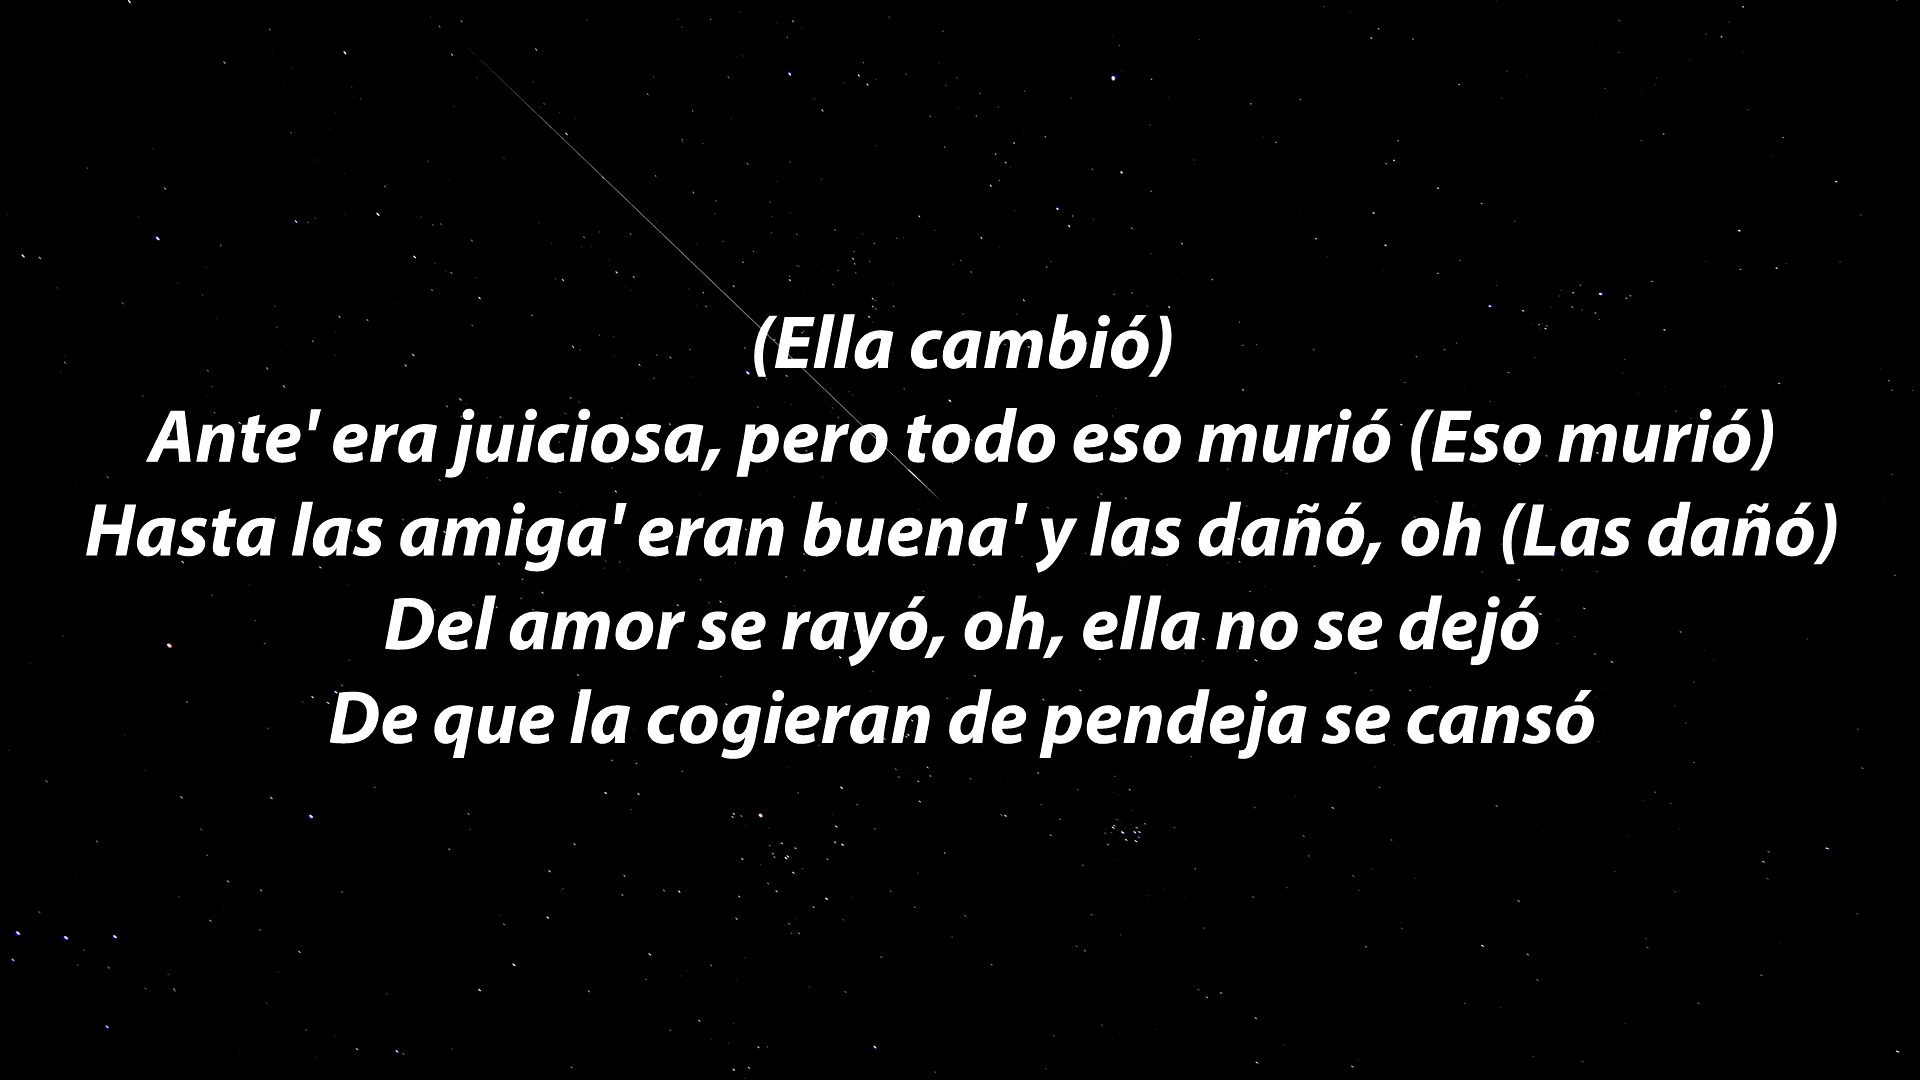 (Ella cambió)
Ante' era juiciosa, pero todo eso murió (Eso murió)
Hasta las amiga' eran buena' y las dañó, oh (Las dañó)
Del amor se rayó, oh, ella no se dejó
De que la cogieran de pendeja se cansó